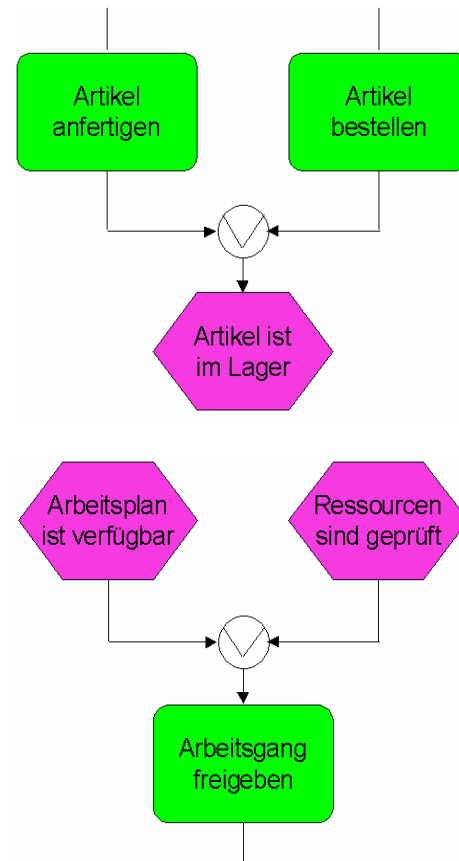 Artikel
anfertigen
Artikel
bestellen
Artikel ist
im Lager
Arbeitsplan
ist verfügbar
Ressourcen
sind geprüft
Arbeitsgang
freigeben